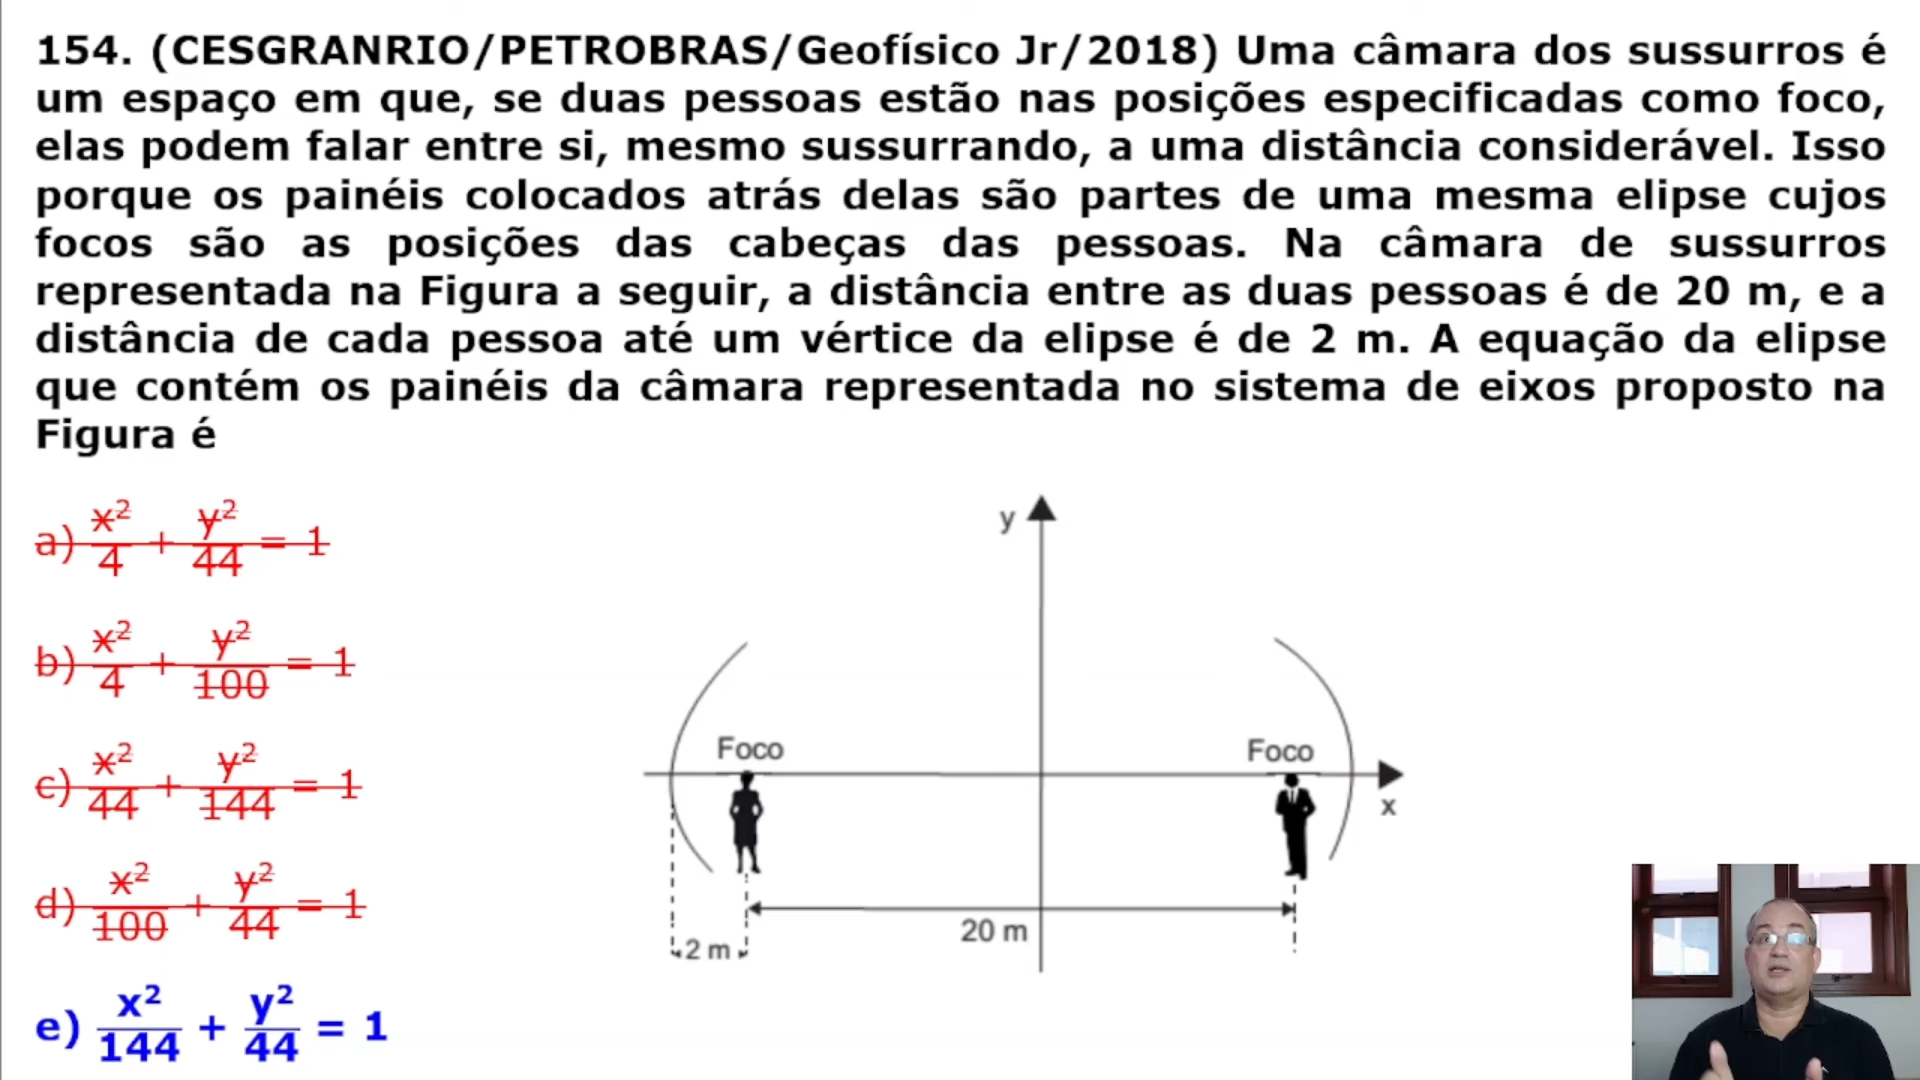 154. (CESGRANRIO/PETROBRAS/Geofísico Jr/2018) Uma câmara dos sussurros é
um espaço em que, se duas pessoas estão nas posições especificadas como foco,
elas podem falar entre si, mesmo sussurrando, a uma distância considerável. Isso
porque os painéis colocados atrás delas são partes de uma mesma elipse cujos
focos são as posições das cabeças das pessoas. Na câmara de sussurros
representada na Figura a seguir, a distância entre as duas pessoas é de 20 m, e a
distância de cada pessoa até um vértice da elipse é de 2 m. A equação da elipse
que contém os painéis da câmara representada no sistema de eixos proposto na
Figura é
a) x²/4 + y²/44 = 1
b) x²/4 + y²/100 = 1
c) x²/44 + y²/144 = 1
d) x²/100 + y²/44 = 1
e) x²/144 + y²/44 = 1
y
Foco
Foco
x
20 m
2 m